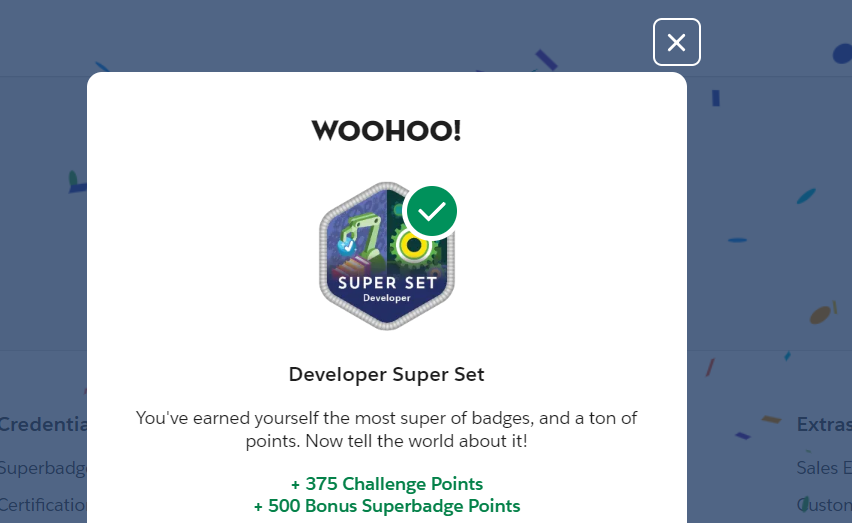 WOOHOO!
SUPER SET
Developer
Developer Super Set
You've earned yourself the most super of badges, and a ton of
points. Now tell the world about it!
Credentia
Extras
Superbadge
Sales E
+ 375 Challenge Points
+ 500 Bonus Superbadge Points
Certification
Custon